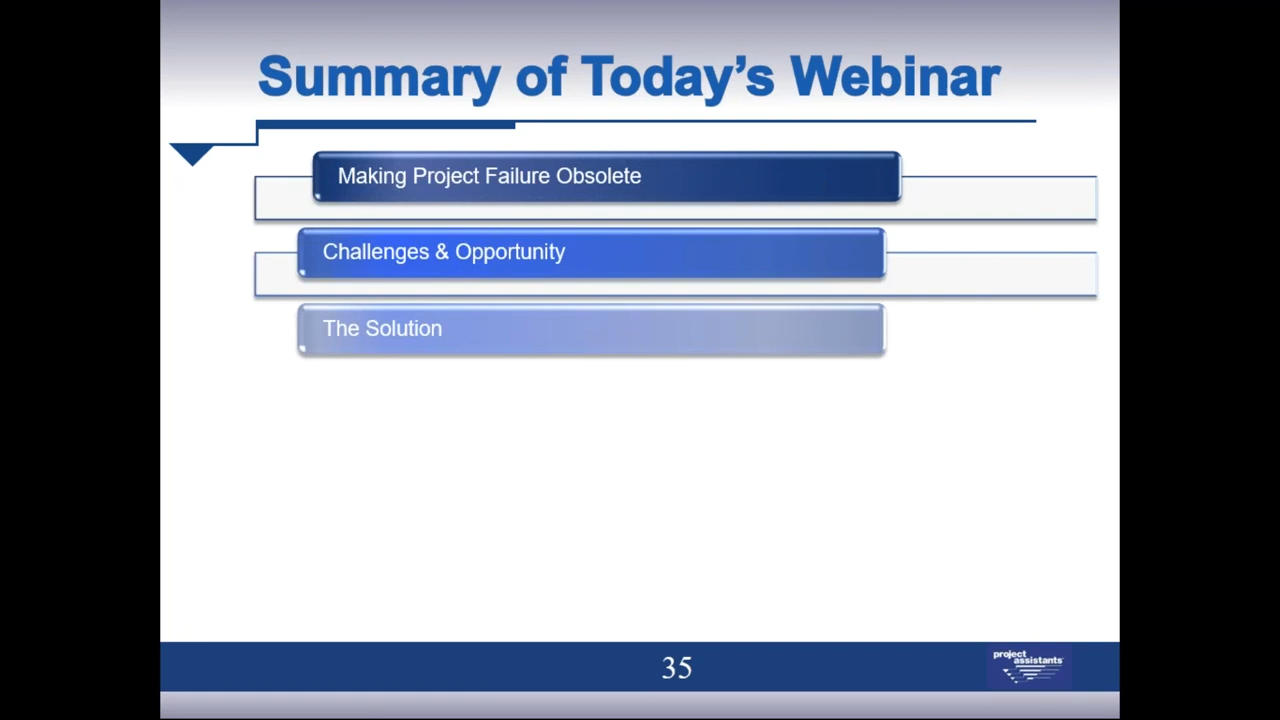 Summary of Today's Webinar
Making Project Failure Obsolete
Challenges & Opportunity
The Solution
35
project
assistants